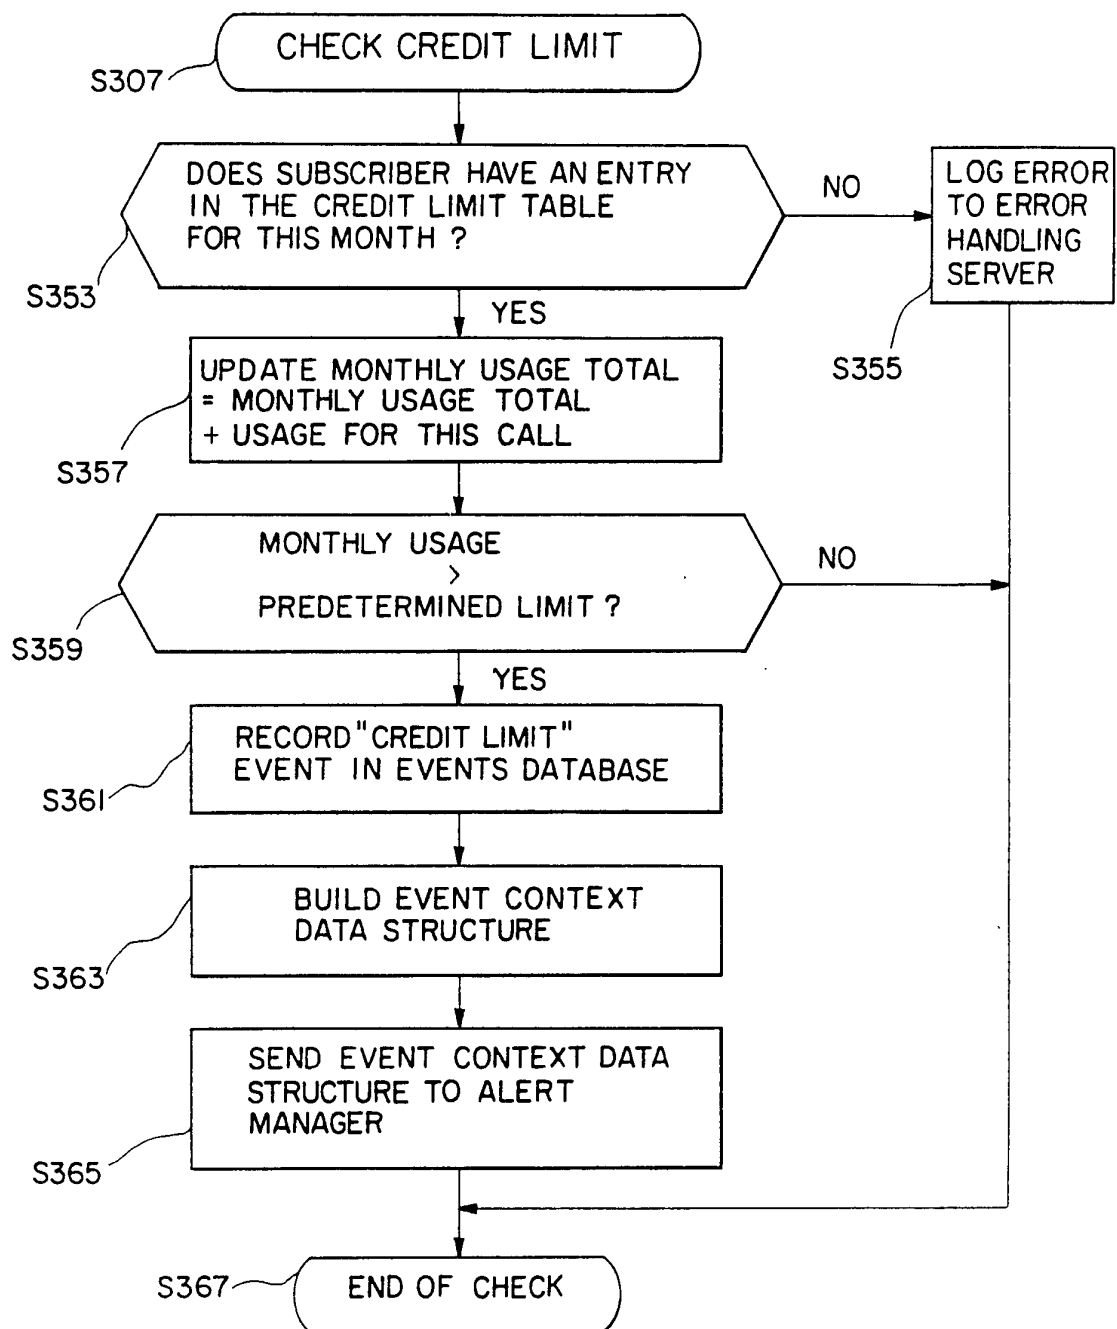 CHECK CREDIT LIMIT
S307
DOES SUBSCRIBER HAVE AN ENTRY
IN THE CREDIT LIMIT TABLE
FOR THIS MONTH ?
S353
NO
LOG ERROR
TO ERROR
HANDLING
SERVER
S355
YES
UPDATE MONTHLY USAGE TOTAL
= MONTHLY USAGE TOTAL
+ USAGE FOR THIS CALL
S357
MONTHLY USAGE
>
PREDETERMINED LIMIT ?
S359
NO
YES
RECORD "CREDIT LIMIT"
EVENT IN EVENTS DATABASE
S361
BUILD EVENT CONTEXT
DATA STRUCTURE
S363
SEND EVENT CONTEXT DATA
STRUCTURE TO ALERT
MANAGER
S365
END OF CHECK
S367